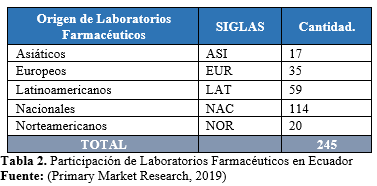 Origen de Laboratorios Farmacéuticos SIGLAS Cantidad.
Asiáticos ASI 17
Europeos EUR 35
Latinoamericanos LAT 59
Nacionales NAC 114
Norteamericanos NOR 20
TOTAL 245
Tabla 2. Participación de Laboratorios Farmacéuticos en Ecuador
Fuente: (Primary Market Research, 2019)